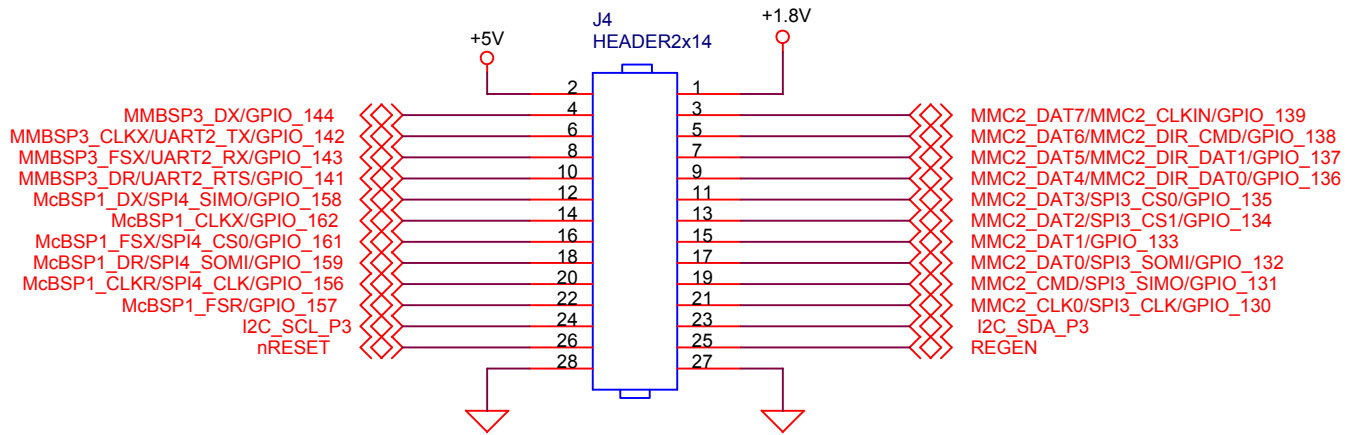 J4
HEADER2x14
+5V
+1.8V
2 1
MMBSP3_DX/GPIO_144 4 3 MMC2_DAT7/MMC2_CLKIN/GPIO_139
MMBSP3_CLKX/UART2_TX/GPIO_142 6 5 MMC2_DAT6/MMC2_DIR_CMD/GPIO_138
MMBSP3_FSX/UART2_RX/GPIO_143 8 7 MMC2_DAT5/MMC2_DIR_DAT1/GPIO_137
MMBSP3_DR/UART2_RTS/GPIO_141 10 9 MMC2_DAT4/MMC2_DIR_DAT0/GPIO_136
McBSP1_DX/SPI4_SIMO/GPIO_158 12 11 MMC2_DAT3/SPI3_CS0/GPIO_135
McBSP1_CLKX/GPIO_162 14 13 MMC2_DAT2/SPI3_CS1/GPIO_134
McBSP1_FSX/SPI4_CS0/GPIO_161 16 15 MMC2_DAT1/GPIO_133
McBSP1_DR/SPI4_SOMI/GPIO_159 18 17 MMC2_DAT0/SPI3_SOMI/GPIO_132
McBSP1_CLKR/SPI4_CLK/GPIO_156 20 19 MMC2_CMD/SPI3_SIMO/GPIO_131
McBSP1_FSR/GPIO_157 22 21 MMC2_CLK0/SPI3_CLK/GPIO_130
I2C_SCL_P3 24 23 I2C_SDA_P3
nRESET 26 25 REGEN
28 27